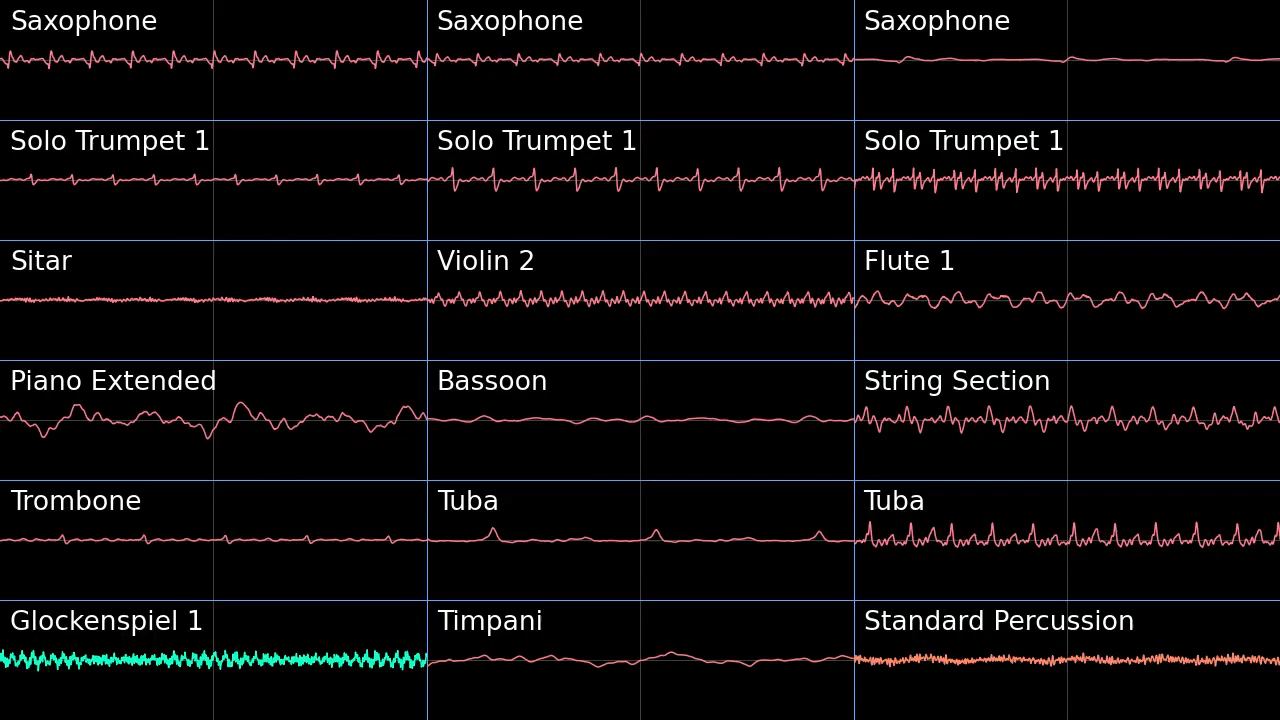 Saxophone
Saxophone
Saxophone
Solo Trumpet 1
Solo Trumpet 1
Solo Trumpet 1
Sitar
Violin 2
Flute 1
Piano Extended
Bassoon
String Section
Trombone
Tuba
Tuba
Glockenspiel 1
Timpani
Standard Percussion